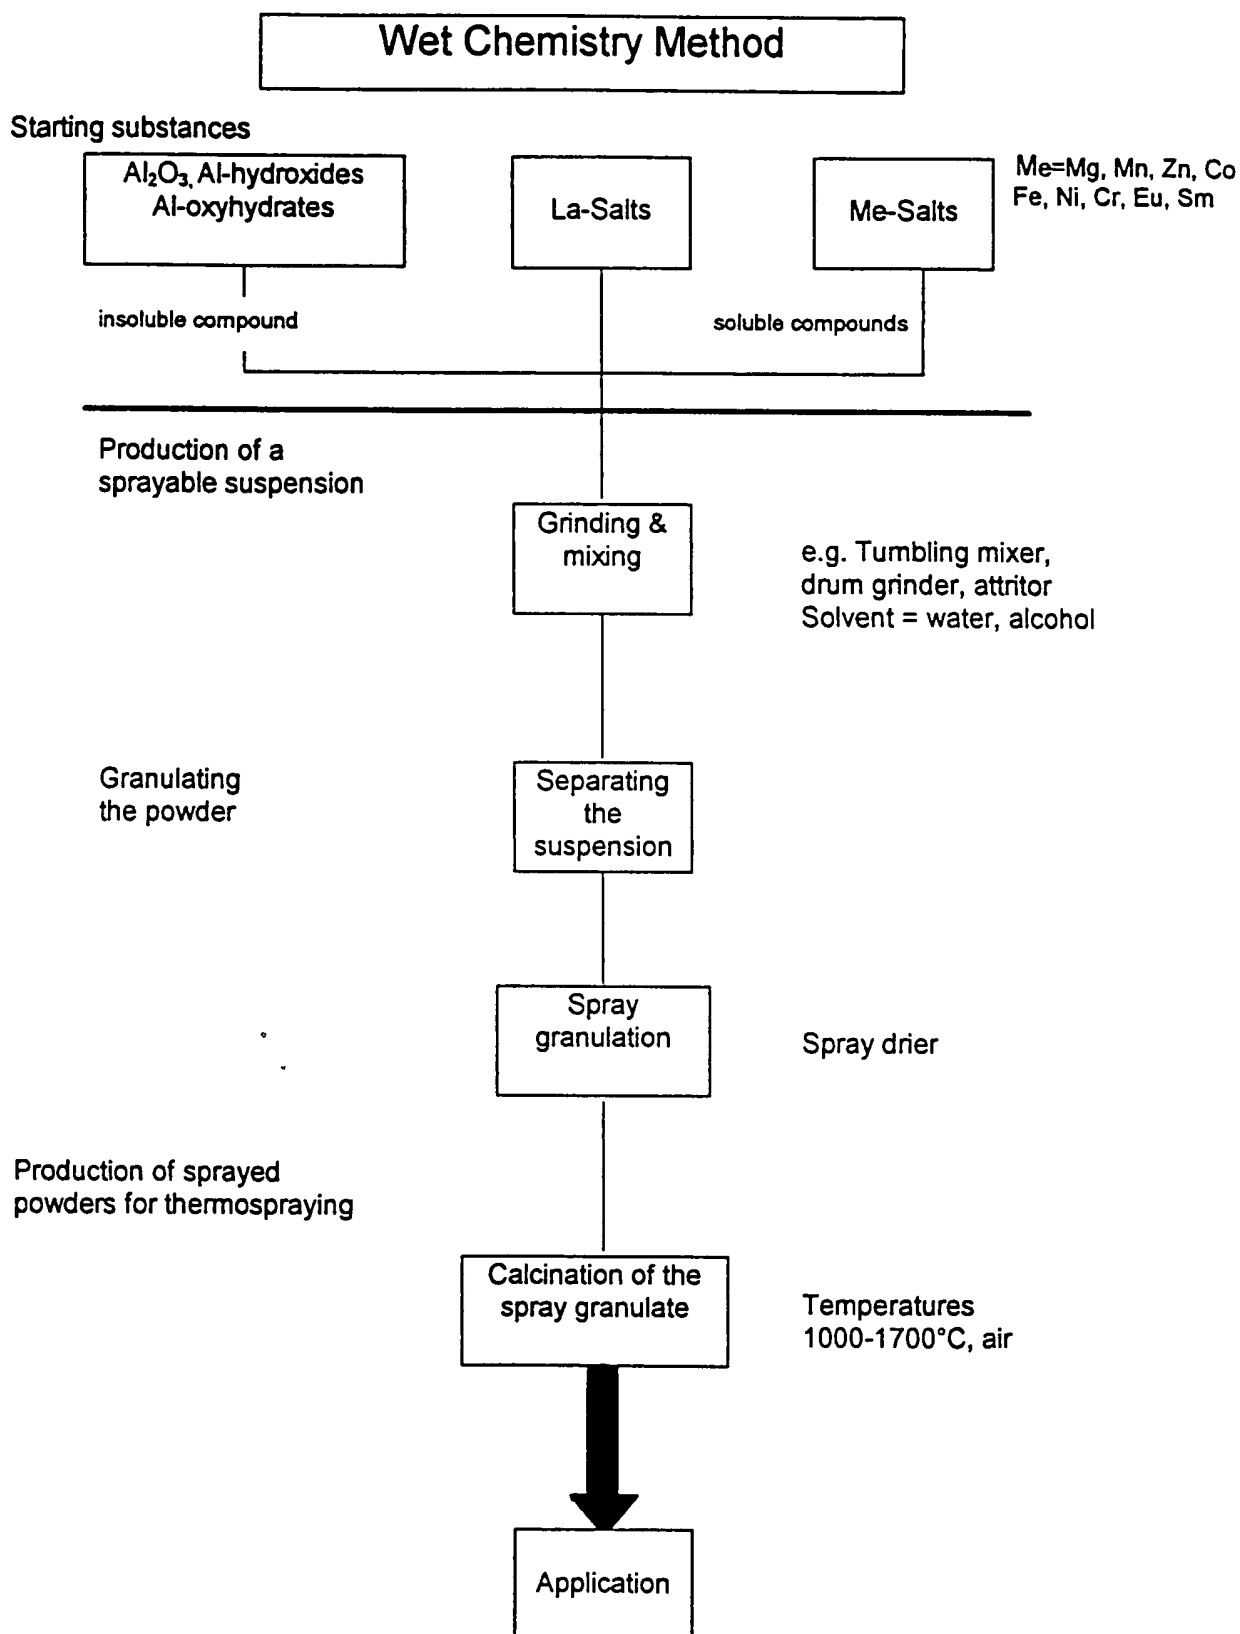 Wet Chemistry Method
Starting substances
Al₂O₃, Al-hydroxides
Al-oxyhydrates
La-Salts
Me-Salts
Me=Mg, Mn, Zn, Co
Fe, Ni, Cr, Eu, Sm
insoluble compound
soluble compounds
Production of a
sprayable suspension
Grinding &
mixing
e.g. Tumbling mixer,
drum grinder, attritor
Solvent = water, alcohol
Granulating
the powder
Separating
the
suspension
Spray
granulation
Spray drier
Production of sprayed
powders for thermospraying
Calcination of the
spray granulate
Temperatures
1000-1700°C, air
Application